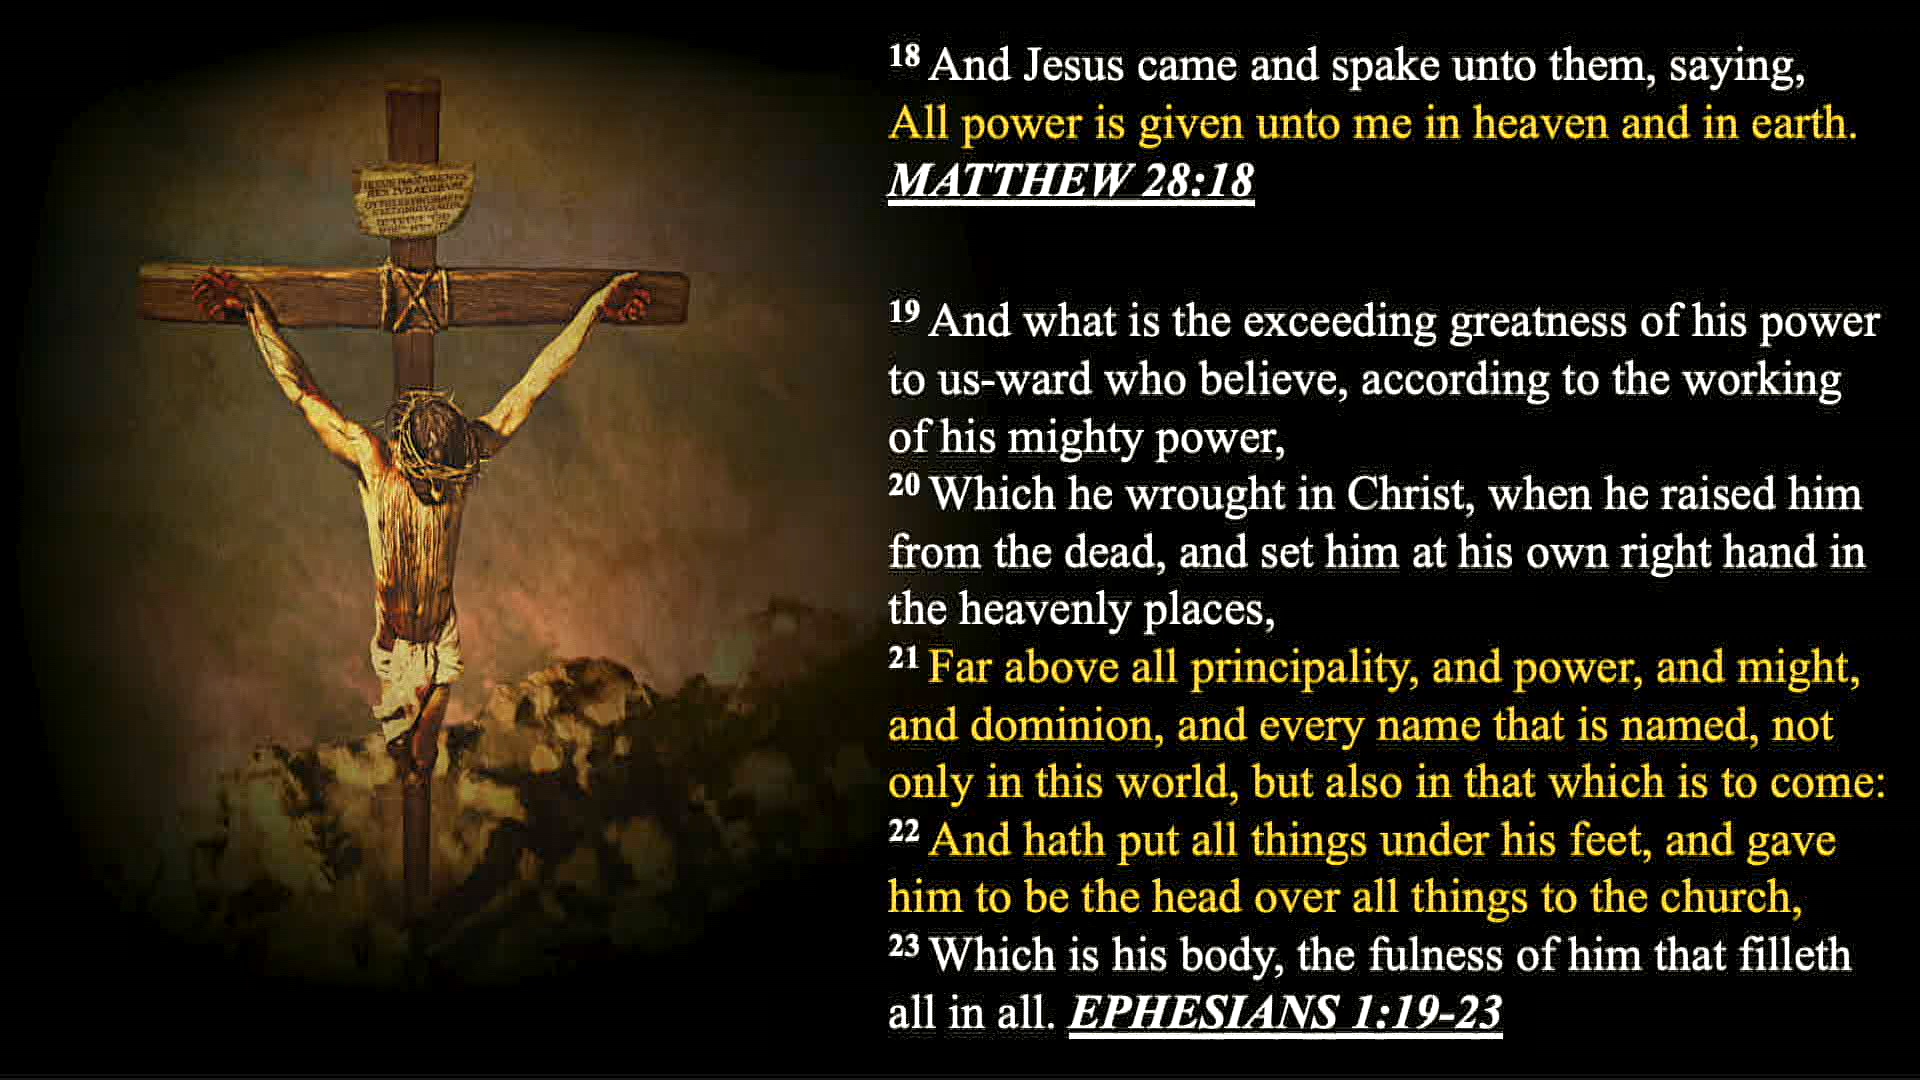 18 And Jesus came and spake unto them, saying,
All power is given unto me in heaven and in earth.
MATTHEW 28:18
19 And what is the exceeding greatness of his power
to us-ward who believe, according to the working
of his mighty power,
20 Which he wrought in Christ, when he raised him
from the dead, and set him at his own right hand in
the heavenly places,
21 Far above all principality, and power, and might,
and dominion, and every name that is named, not
only in this world, but also in that which is to come:
22 And hath put all things under his feet, and gave
him to be the head over all things to the church,
23 Which is his body, the fulness of him that filleth
all in all. EPHESIANS 1:19-23